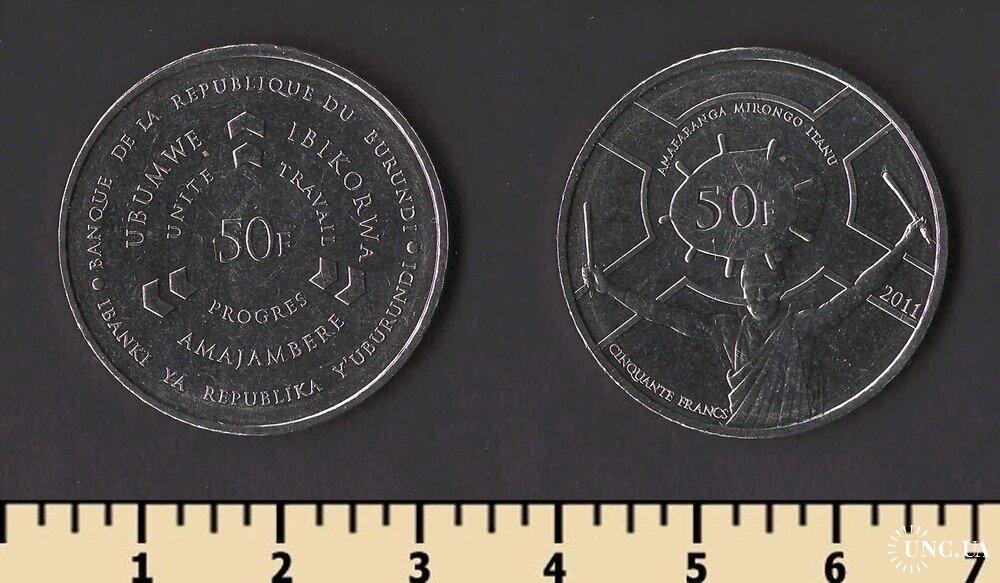 BANQUE DE LA REPUBLIQUE DU BURUNDI
UBUMWE
IBIKORWA
UNITE
TRAVAIL
50F
PROGRES
AMAJAMBERE
IBANKI YA REPUBLIKA Y'UBURUNDI
AMAFARANGA MIRONGO ITANU
50F
2011
CINQUANTE FRANCS
1 2 3 4 5 6 7
UNC.UA